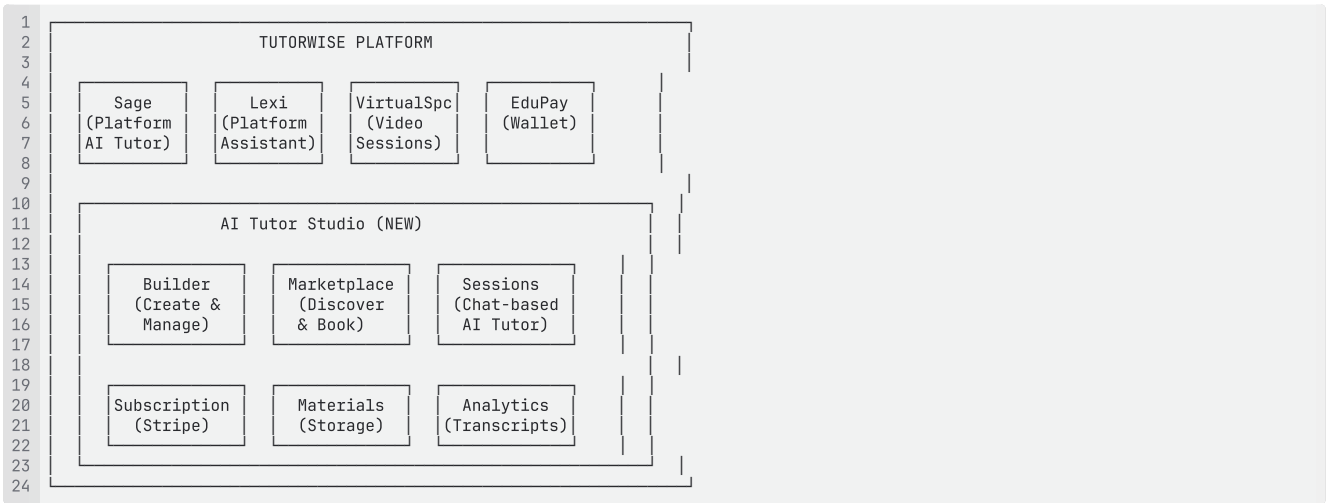 1
2 TUTORWISE PLATFORM
3
4
5 Sage Lexi VirtualSpc EduPay
6 (Platform (Platform (Video (Wallet)
7 AI Tutor) Assistant) Sessions)
8
9
10
11 AI Tutor Studio (NEW)
12
13
14 Builder Marketplace Sessions
15 (Create & (Discover (Chat-based
16 Manage) & Book) AI Tutor)
17
18
19
20 Subscription Materials Analytics
21 (Stripe) (Storage) (Transcripts)
22
23
24